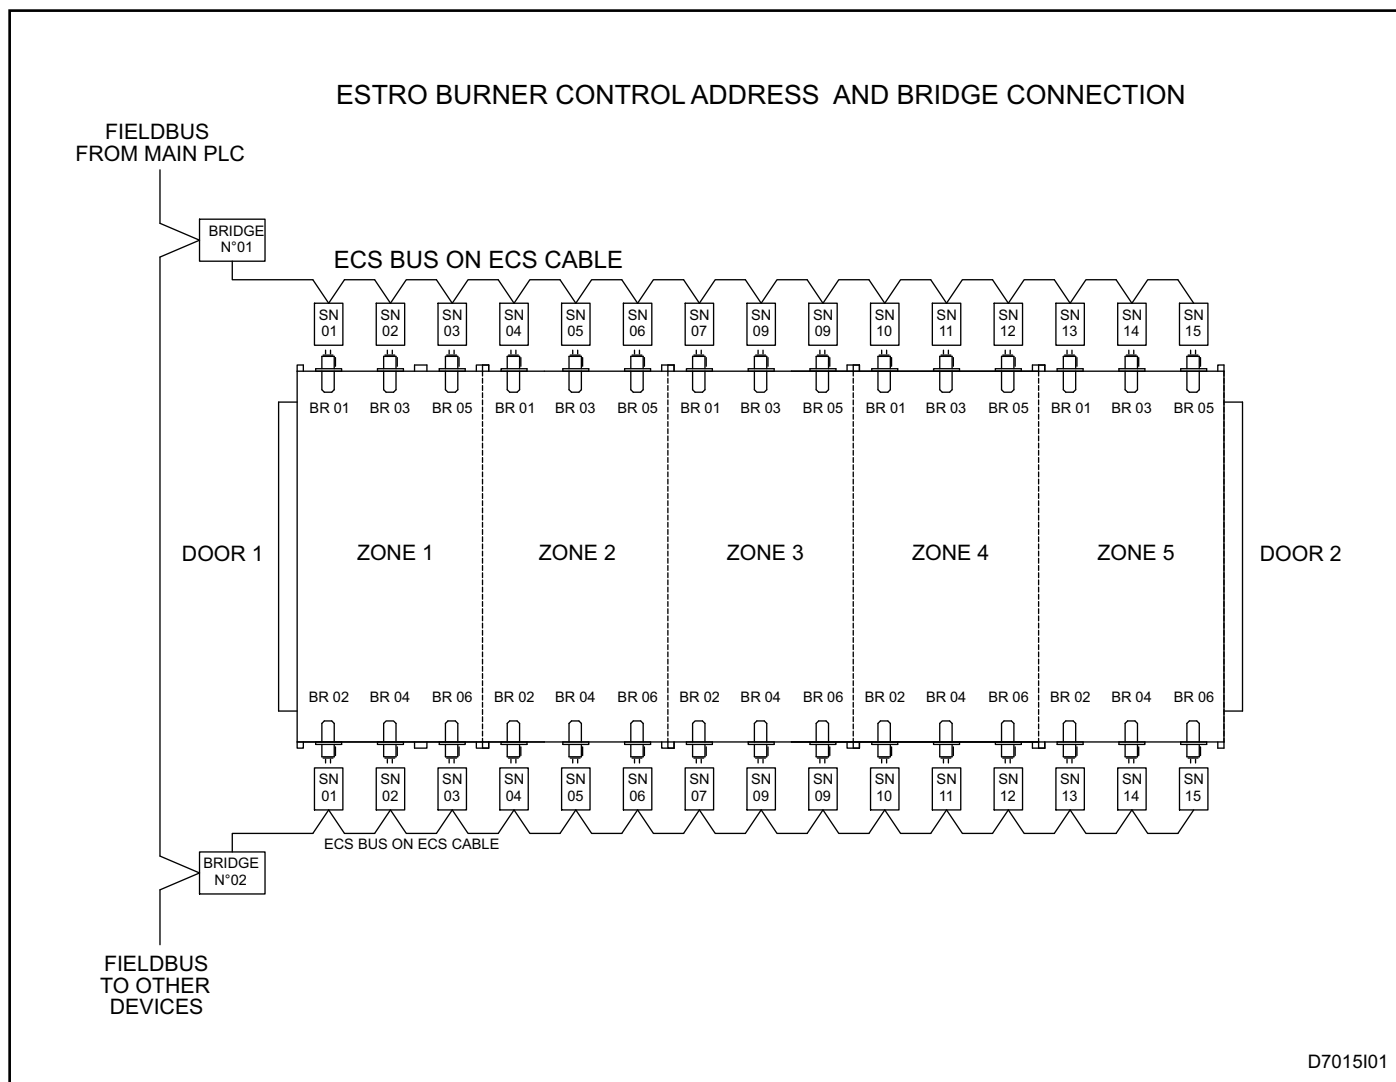 ESTRO BURNER CONTROL ADDRESS AND BRIDGE CONNECTION
FIELDBUS
FROM MAIN PLC
BRIDGE
N°01
ECS BUS ON ECS CABLE
SN SN SN SN SN SN SN SN SN SN SN SN SN SN SN
01 02 03 04 05 06 07 09 09 10 11 12 13 14 15
BR 01 BR 03 BR 05 BR 01 BR 03 BR 05 BR 01 BR 03 BR 05 BR 01 BR 03 BR 05 BR 01 BR 03 BR 05
DOOR 1 ZONE 1 ZONE 2 ZONE 3 ZONE 4 ZONE 5 DOOR 2
BR 02 BR 04 BR 06 BR 02 BR 04 BR 06 BR 02 BR 04 BR 06 BR 02 BR 04 BR 06 BR 02 BR 04 BR 06
SN SN SN SN SN SN SN SN SN SN SN SN SN SN SN
01 02 03 04 05 06 07 09 09 10 11 12 13 14 15
ECS BUS ON ECS CABLE
BRIDGE
N°02
FIELDBUS
TO OTHER
DEVICES
D7015I01